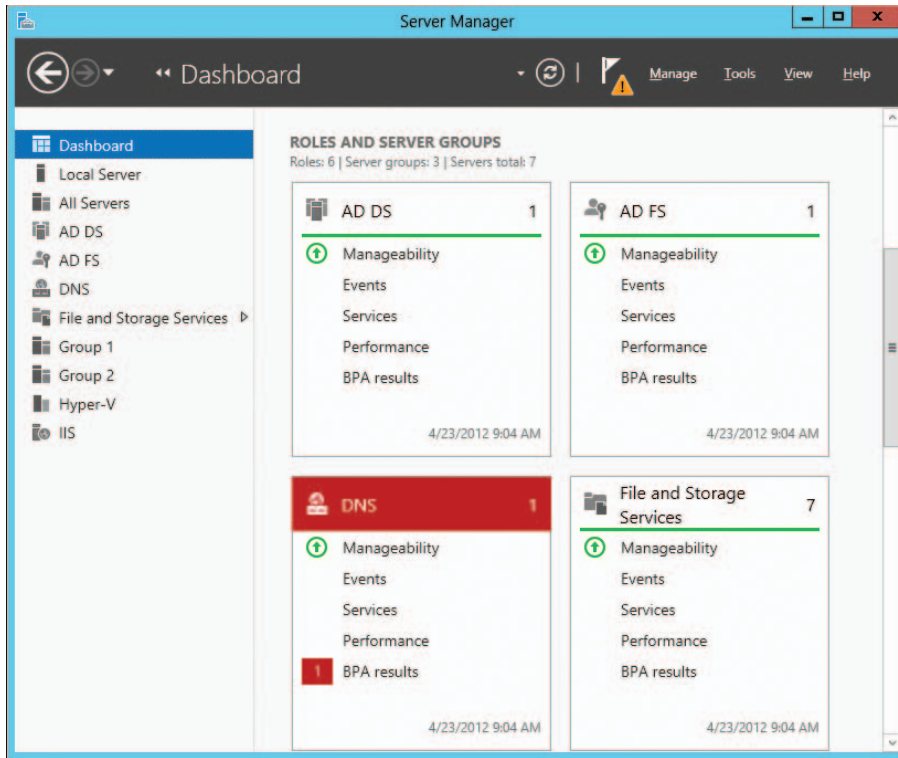 Server Manager
Dashboard
Manage Tools View Help
Dashboard
Local Server
All Servers
AD DS
AD FS
DNS
File and Storage Services
Group 1
Group 2
Hyper-V
IIS
ROLES AND SERVER GROUPS
Roles: 6 | Server groups: 3 | Servers total: 7
AD DS 1
Manageability
Events
Services
Performance
BPA results
4/23/2012 9:04 AM
AD FS 1
Manageability
Events
Services
Performance
BPA results
4/23/2012 9:04 AM
DNS 1
Manageability
Events
Services
Performance
1 BPA results
4/23/2012 9:04 AM
File and Storage
Services 7
Manageability
Events
Services
Performance
BPA results
4/23/2012 9:04 AM